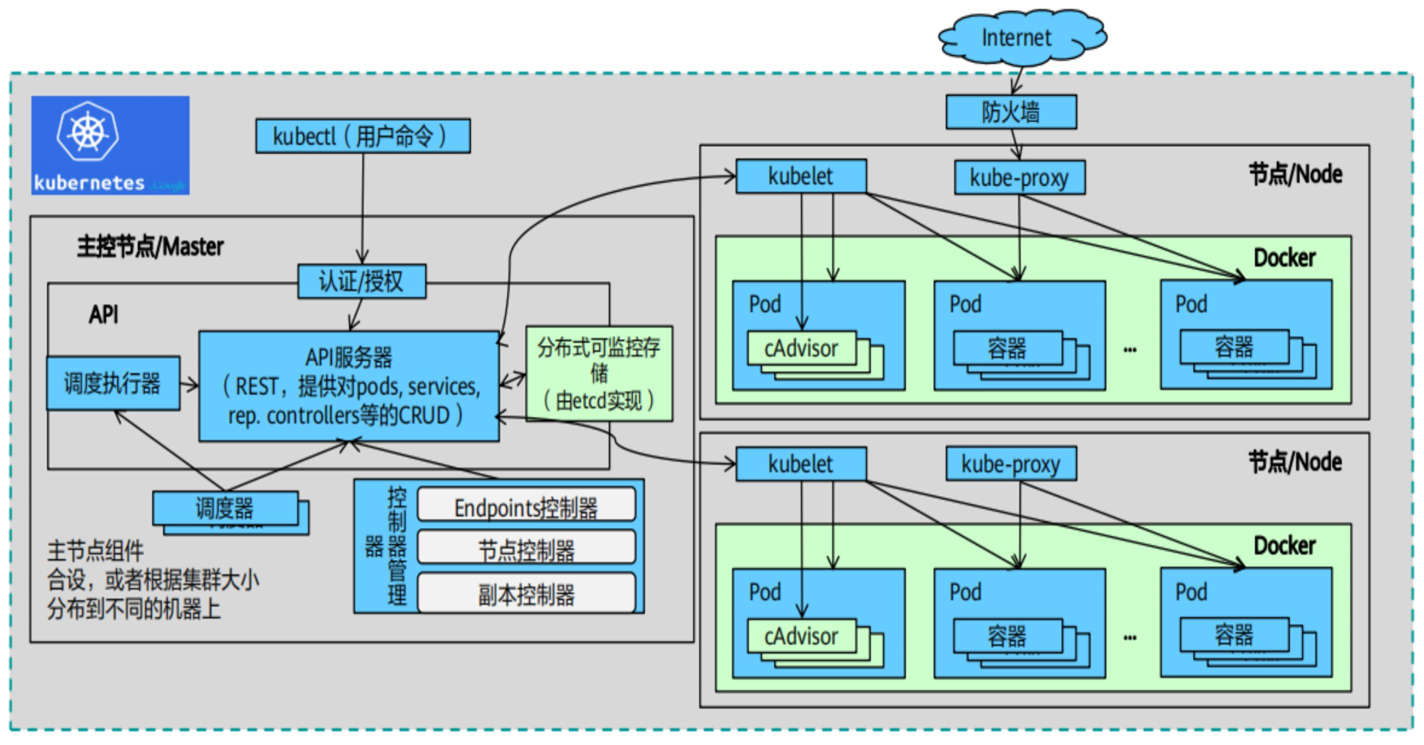 Internet
防火墙
kubernetes
.Google
kubectl（用户命令）
主控节点/Master
认证/授权
API
调度执行器
API服务器
（REST，提供对pods, services,
rep. controllers等的CRUD）
分布式可监控存
储
（由etcd实现）
调度器
控制器管理器
Endpoints控制器
节点控制器
副本控制器
主节点组件
合设，或者根据集群大小
分布到不同的机器上
kubelet
kube-proxy
节点/Node
Docker
Pod
cAdvisor
Pod
容器
...
Pod
容器
kubelet
kube-proxy
节点/Node
Docker
Pod
cAdvisor
Pod
容器
...
Pod
容器